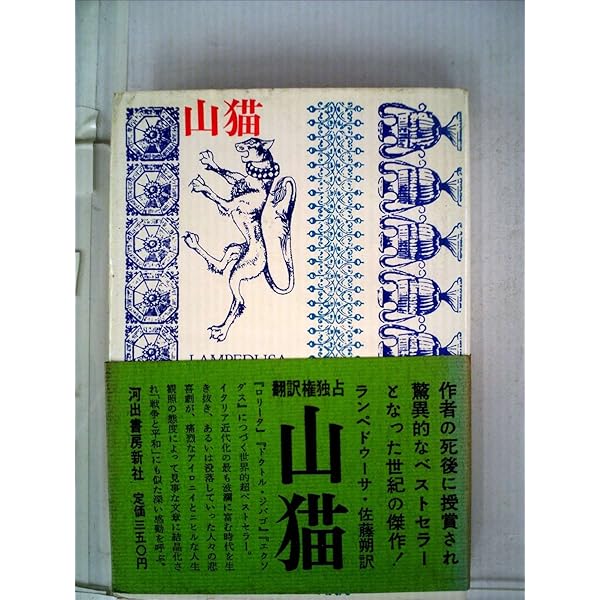 山猫
LAMPEDUSA
作者の死後に授賞され
驚異的なベストセラー
となった世紀の傑作!
ランペドウーサ・佐藤朔訳
翻訳権独占
山猫
『ロリータ』『ドクトル・ジバゴ』『エクソ
ダス』につづく世界的超ベストセラー。
イタリア近代化の最も波瀾に富む時代を生
き抜き、あるいは没落していった人々の悲
喜劇が、痛烈なアイロニイとニヒルな人生
観照の態度によって見事な文章に結晶化さ
れ『戦争と平和』にも似た深い感動を呼ぶ。
河出書房新社 定価三五〇円